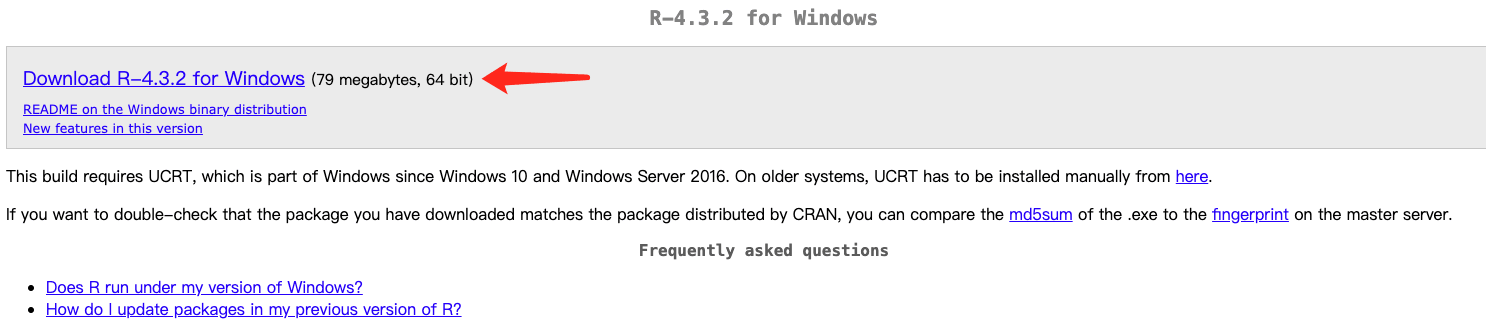 R-4.3.2 for Windows
Download R-4.3.2 for Windows (79 megabytes, 64 bit)
README on the Windows binary distribution
New features in this version
This build requires UCRT, which is part of Windows since Windows 10 and Windows Server 2016. On older systems, UCRT has to be installed manually from here.
If you want to double-check that the package you have downloaded matches the package distributed by CRAN, you can compare the md5sum of the .exe to the fingerprint on the master server.
Frequently asked questions
• Does R run under my version of Windows?
• How do I update packages in my previous version of R?